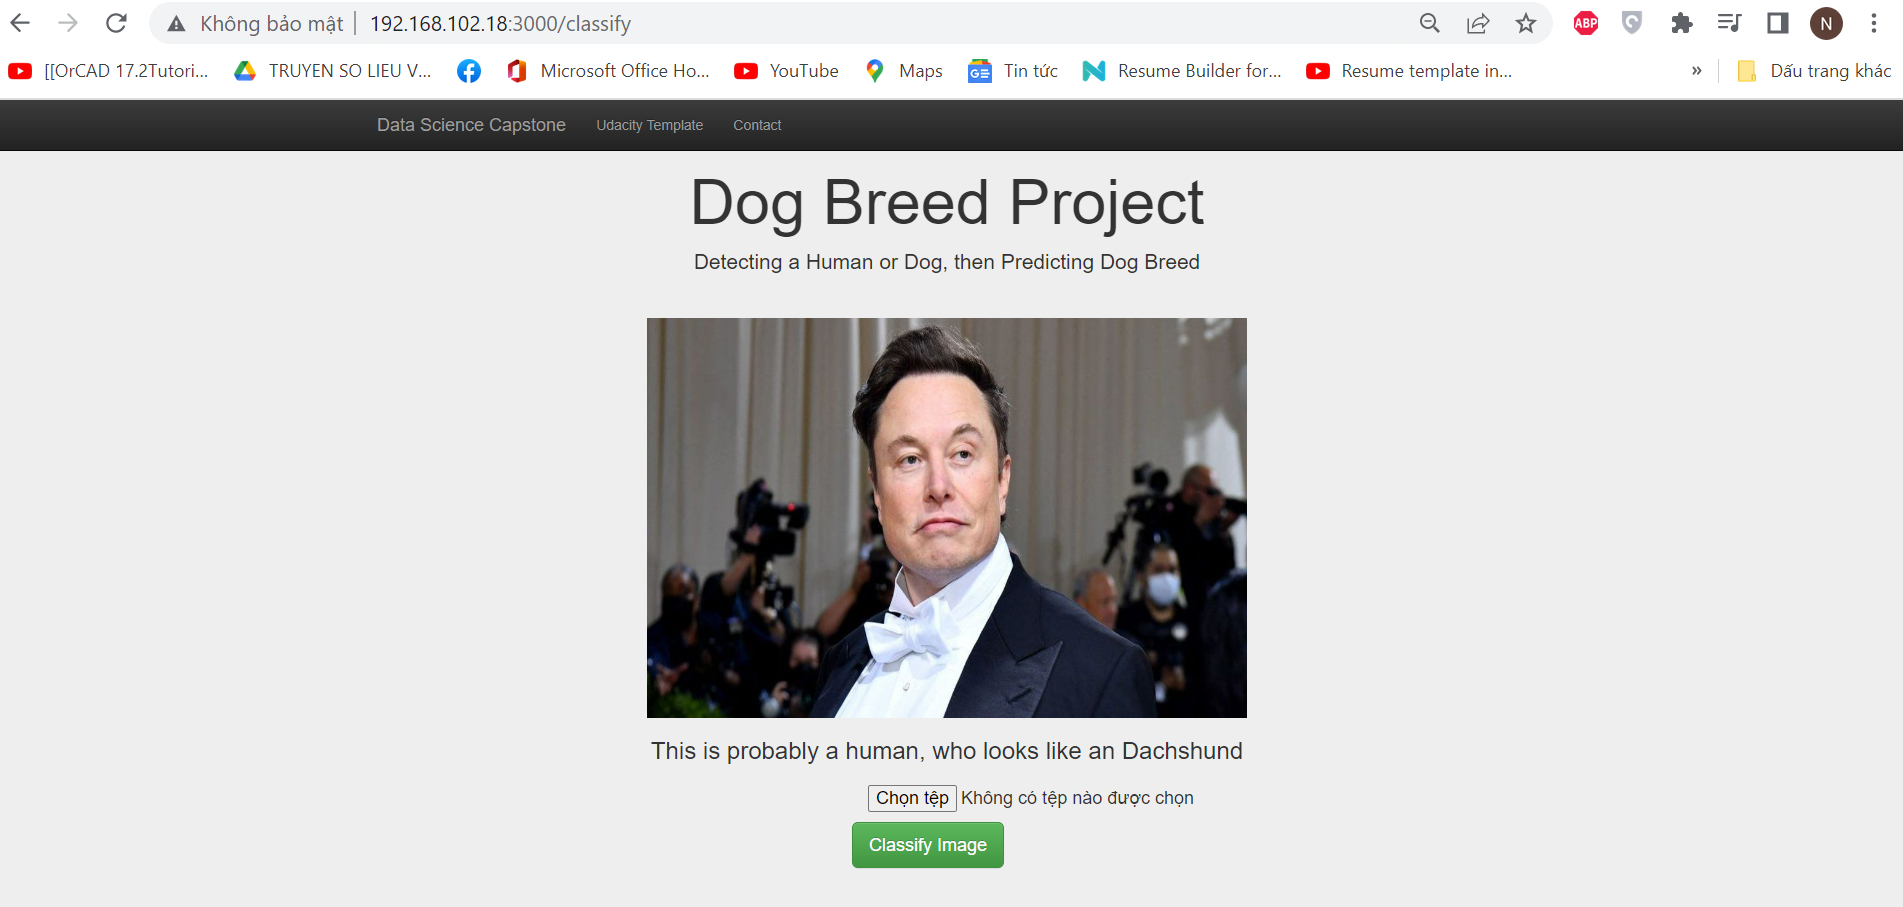 Không bảo mật 192.168.102.18:3000/classify
ABP
N
[[OrCAD 17.2Tutori... TRUYEN SO LIEU V... Microsoft Office Ho... YouTube Maps GE Tin tức Resume Builder for... Resume template in... » Dấu trang khác
Data Science Capstone Udacity Template Contact
Dog Breed Project
Detecting a Human or Dog, then Predicting Dog Breed
This is probably a human, who looks like an Dachshund
Chọn tệp Không có tệp nào được chọn
Classify Image